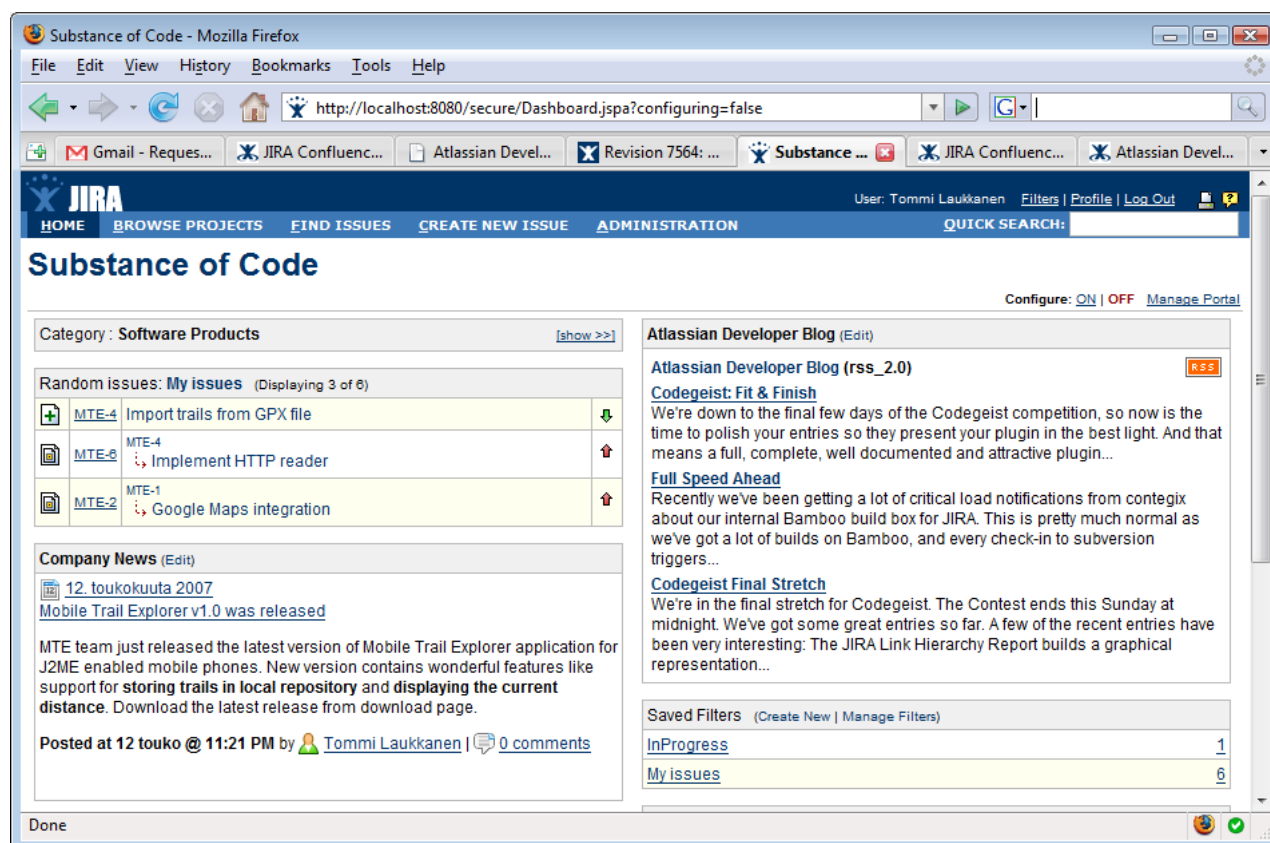 Substance of Code - Mozilla Firefox
File Edit View History Bookmarks Tools Help
http://localhost:8080/secure/Dashboard.jspa?configuring=false
G
Gmail - Reques... JIRA Confluenc... Atlassian Devel... Revision 7564: ... Substance ... JIRA Confluenc... Atlassian Devel...
JIRA
User: Tommi Laukkanen Filters | Profile | Log Out
HOME BROWSE PROJECTS FIND ISSUES CREATE NEW ISSUE ADMINISTRATION QUICK SEARCH:
Substance of Code
Configure: ON | OFF Manage Portal
Category : Software Products [show >>]
Random issues: My issues (Displaying 3 of 6)
MTE-4 Import trails from GPX file
MTE-4
MTE-6 Implement HTTP reader
MTE-1
MTE-2 Google Maps integration
Company News (Edit)
12. toukokuuta 2007
Mobile Trail Explorer v1.0 was released
MTE team just released the latest version of Mobile Trail Explorer application for
J2ME enabled mobile phones. New version contains wonderful features like
support for storing trails in local repository and displaying the current
distance. Download the latest release from download page.
Posted at 12 touko @ 11:21 PM by Tommi Laukkanen | 0 comments
Atlassian Developer Blog (Edit)
Atlassian Developer Blog (rss_2.0) RSS
Codegeist: Fit & Finish
We're down to the final few days of the Codegeist competition, so now is the
time to polish your entries so they present your plugin in the best light. And that
means a full, complete, well documented and attractive plugin...
Full Speed Ahead
Recently we've been getting a lot of critical load notifications from contegix
about our internal Bamboo build box for JIRA. This is pretty much normal as
we've got a lot of builds on Bamboo, and every check-in to subversion
triggers...
Codegeist Final Stretch
We're in the final stretch for Codegeist. The Contest ends this Sunday at
midnight. We've got some great entries so far. A few of the recent entries have
been very interesting: The JIRA Link Hierarchy Report builds a graphical
representation...
Saved Filters (Create New | Manage Filters)
InProgress 1
My issues 6
Done